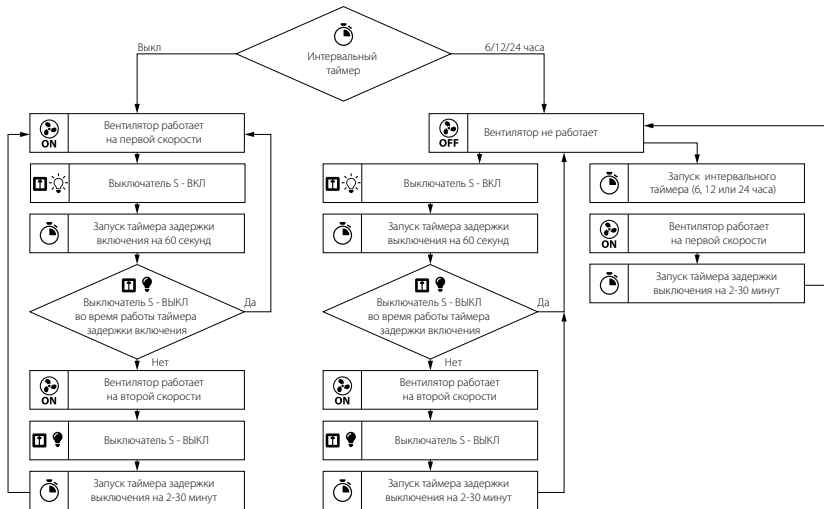 Интервальный
таймер
Выкл
6/12/24 часа
ON
Вентилятор работает
на первой скорости
Выключатель S - ВКЛ
Запуск таймера задержки
включения на 60 секунд
Выключатель S - ВЫКЛ
во время работы таймера
задержки включения
Да
Нет
ON
Вентилятор работает
на второй скорости
Выключатель S - ВЫКЛ
Запуск таймера задержки
выключения на 2-30 минут
OFF
Вентилятор не работает
Выключатель S - ВКЛ
Запуск таймера задержки
выключения на 60 секунд
Выключатель S - ВЫКЛ
во время работы таймера
задержки включения
Да
Нет
ON
Вентилятор работает
на второй скорости
Выключатель S - ВЫКЛ
Запуск таймера задержки
выключения на 2-30 минут
Запуск интервального
таймера (6, 12 или 24 часа)
ON
Вентилятор работает
на первой скорости
Запуск таймера задержки
выключения на 2-30 минут